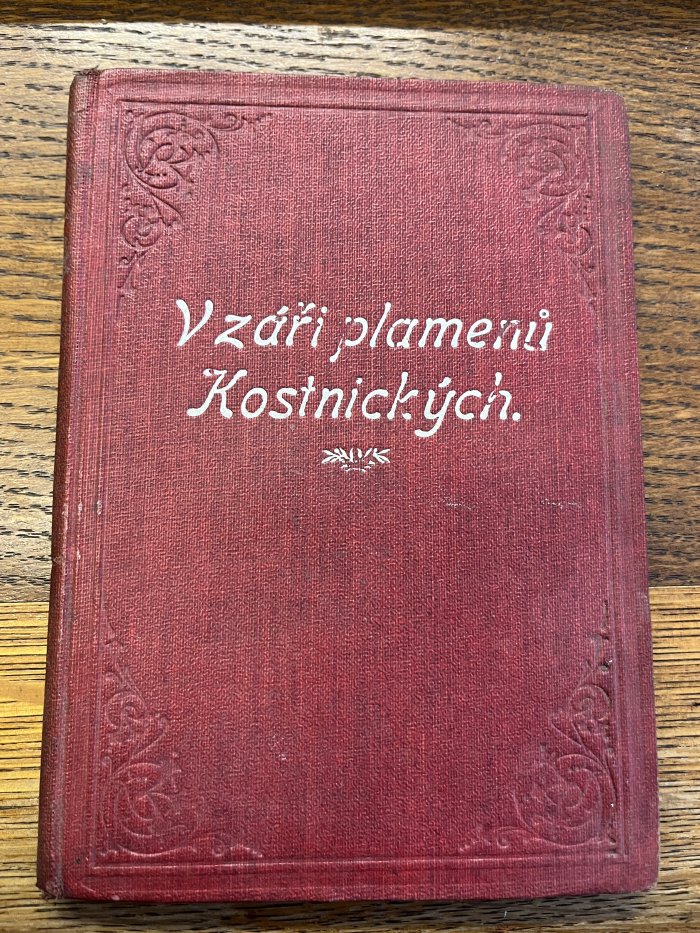 V záři plamenů
Kostnických.